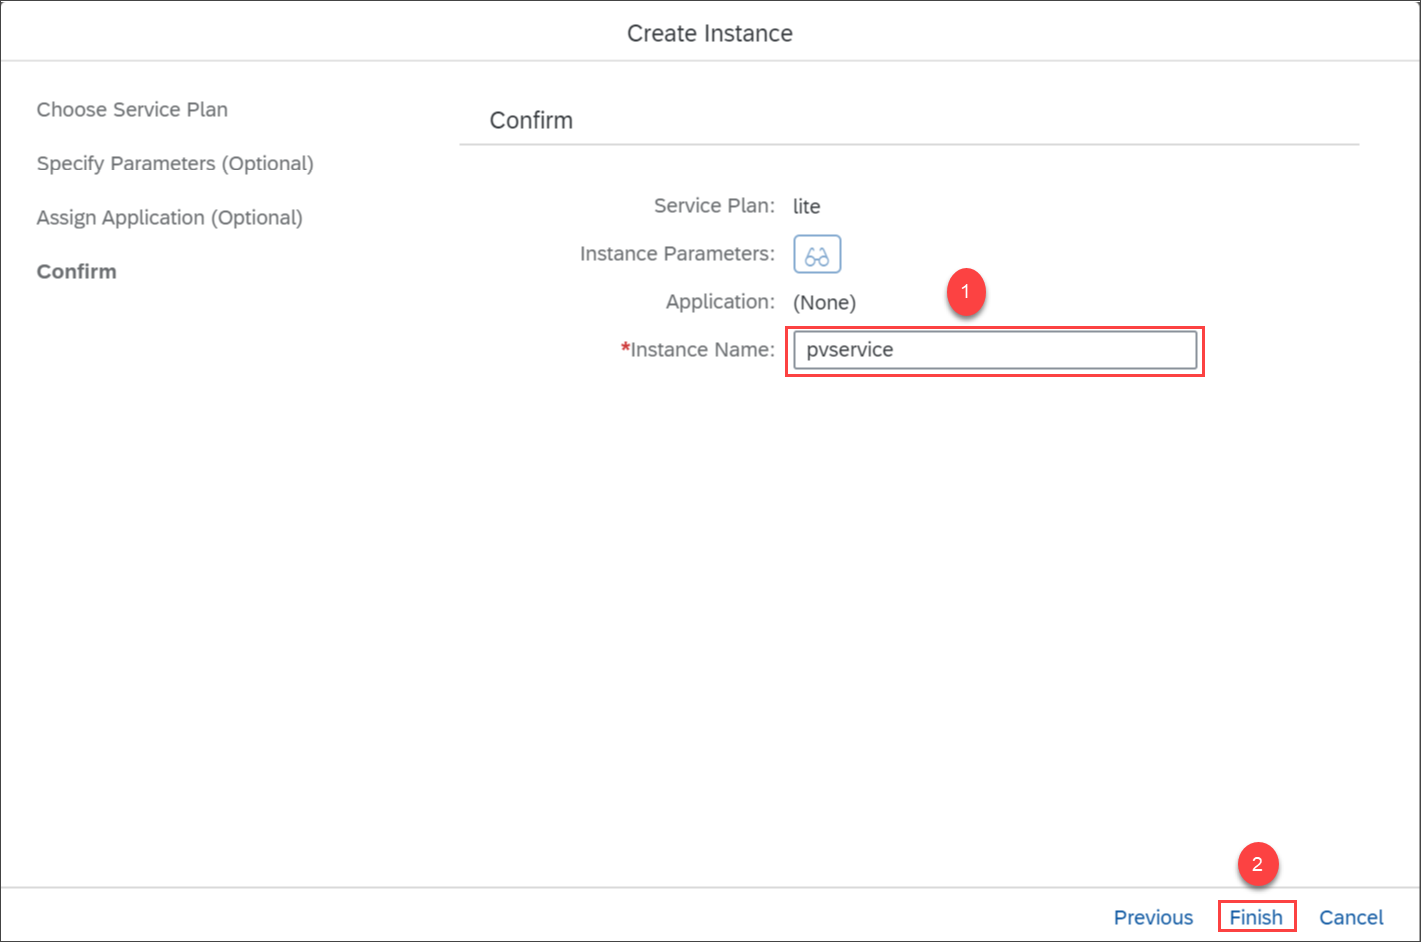 Create Instance
Choose Service Plan
Specify Parameters (Optional)
Assign Application (Optional)
Confirm
Confirm
Service Plan: lite
Instance Parameters:
Application: (None)
1
*Instance Name: pvservice
2
Previous Finish Cancel